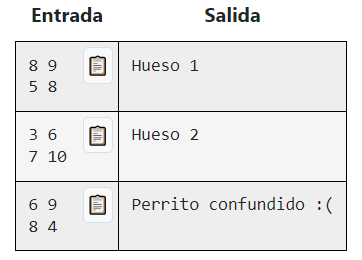 Entrada Salida
8 9 Hueso 1
5 8
3 6 Hueso 2
7 10
6 9 Perrito confundido :(
8 4